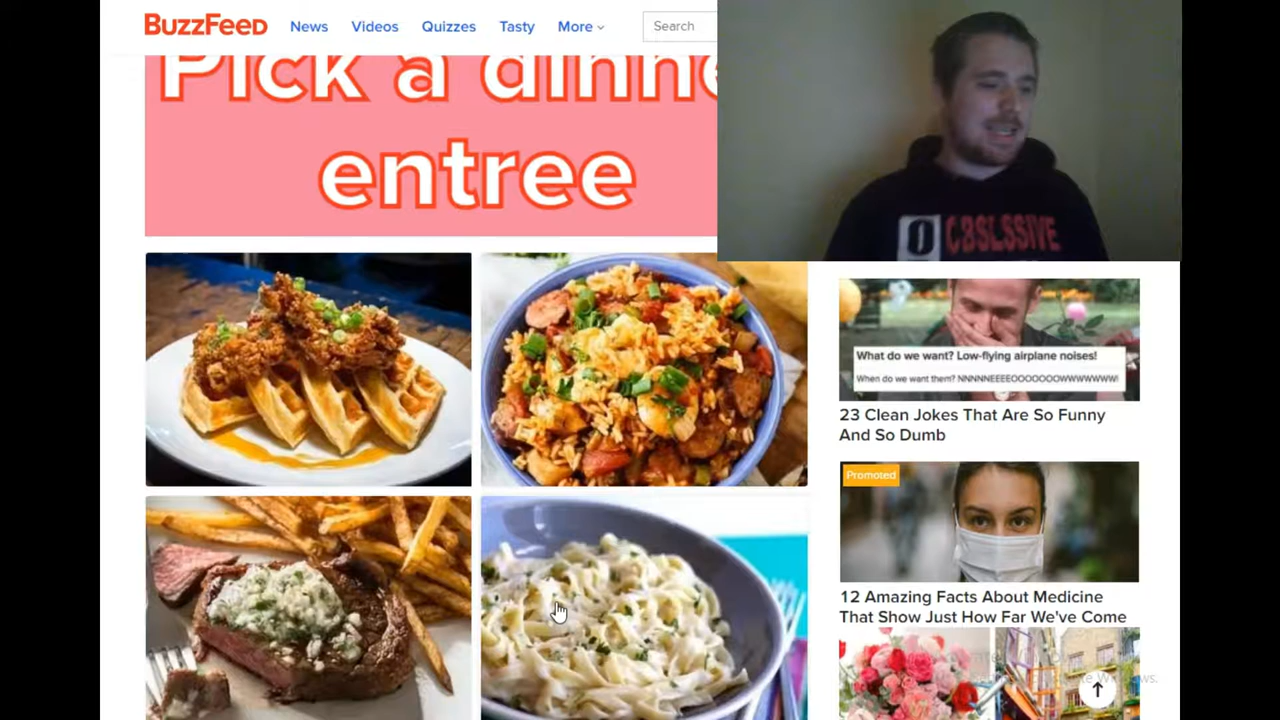 BuzzFeed News Videos Quizzes Tasty More Search
Pick a dinne
entree
CBSLSSIVE
What do we want? Low-flying airplane noises!
When do we want them? NNNNNEEEEOOOOOOOWWWWWWW!
23 Clean Jokes That Are So Funny
And So Dumb
Promoted
12 Amazing Facts About Medicine
That Show Just How Far We've Come